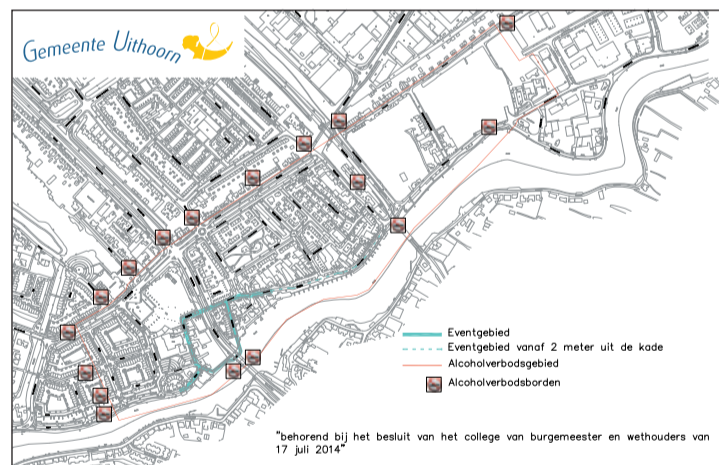 Gemeente Uithoorn
Eventgebied
Eventgebied vanaf 2 meter uit de kade
Alcoholverbodsgebied
Alcoholverbodsborden
"behorend bij het besluit van het college van burgemeester en wethouders van
17 juli 2014"